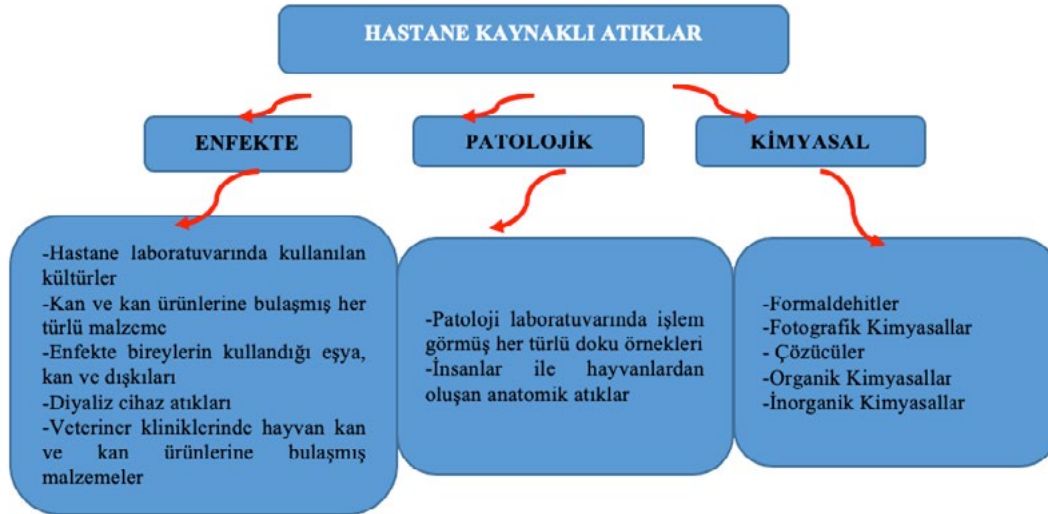 HASTANE KAYNAKLI ATIKLAR
ENFEKTE
PATOLOJİK
KİMYASAL
-Hastane laboratuvarında kullanılan
kültürler
-Kan ve kan ürünlerine bulaşmış her
türlü malzeme
-Enfekte bireylerin kullandığı eşya,
kan ve dışkıları
-Diyaliz cihaz atıkları
-Veteriner kliniklerinde hayvan kan
ve kan ürünlerine bulaşmış
malzemeler
-Patoloji laboratuvarında işlem
görmüş her türlü doku örnekleri
-İnsanlar ile hayvanlardan
oluşan anatomik atıklar
-Formaldehitler
-Fotografik Kimyasallar
- Çözücüler
-Organik Kimyasallar
-İnorganik Kimyasallar